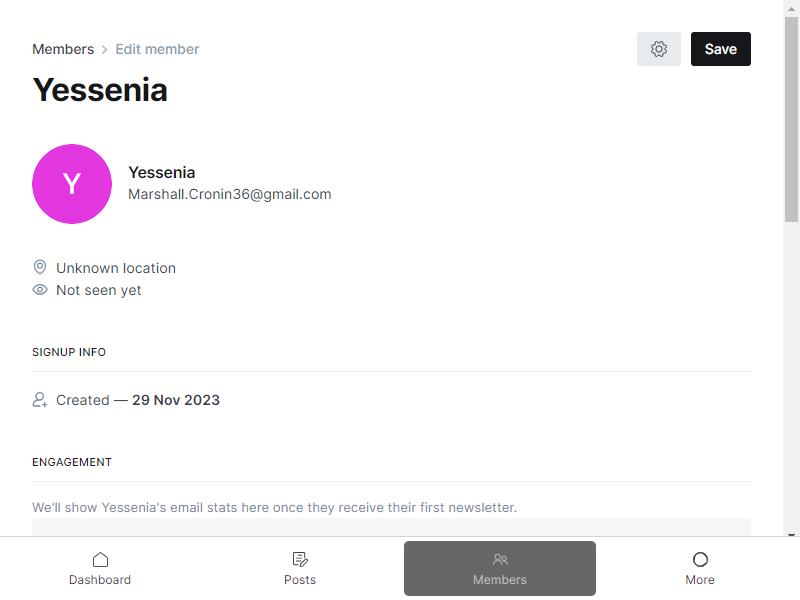 Members > Edit member
Save
Yessenia
Y
Yessenia
Marshall.Cronin36@gmail.com
Unknown location
Not seen yet
SIGNUP INFO
Created — 29 Nov 2023
ENGAGEMENT
We'll show Yessenia's email stats here once they receive their first newsletter.
Dashboard
Posts
Members
More